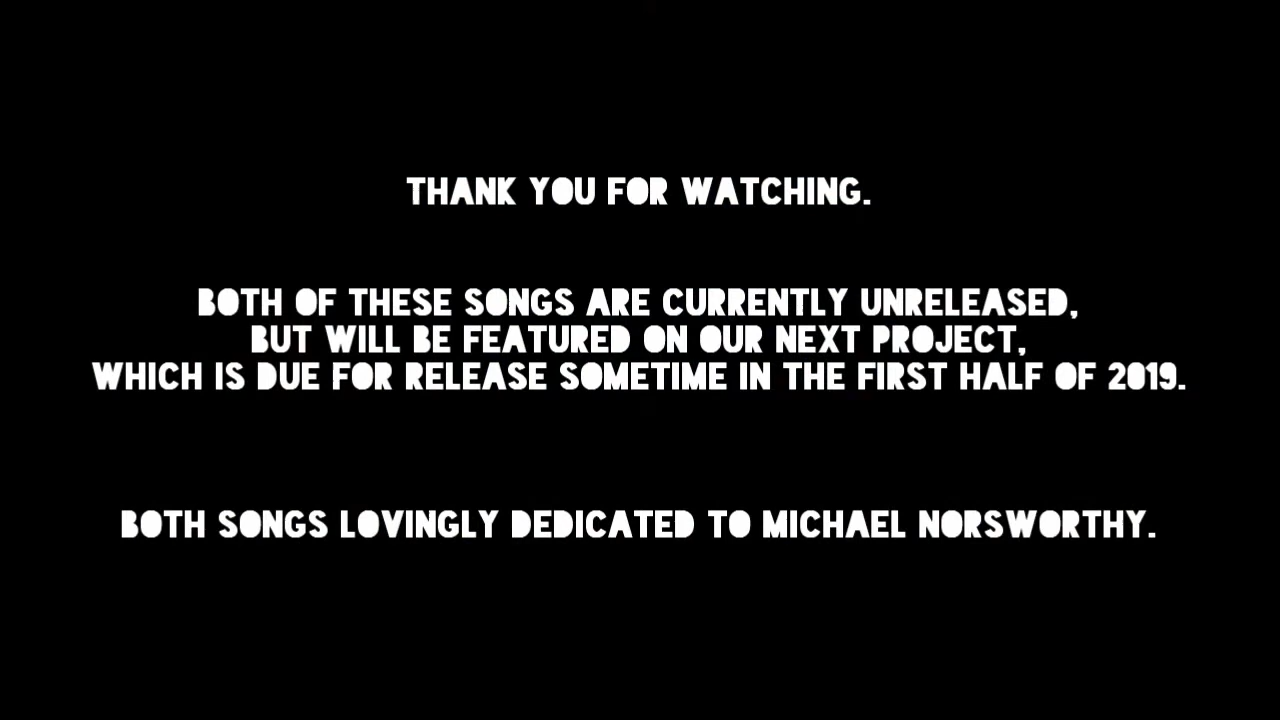 THANK YOU FOR WATCHING.
BOTH OF THESE SONGS ARE CURRENTLY UNRELEASED,
BUT WILL BE FEATURED ON OUR NEXT PROJECT,
WHICH IS DUE FOR RELEASE SOMETIME IN THE FIRST HALF OF 2019.
BOTH SONGS LOVINGLY DEDICATED TO MICHAEL NORSWORTHY.